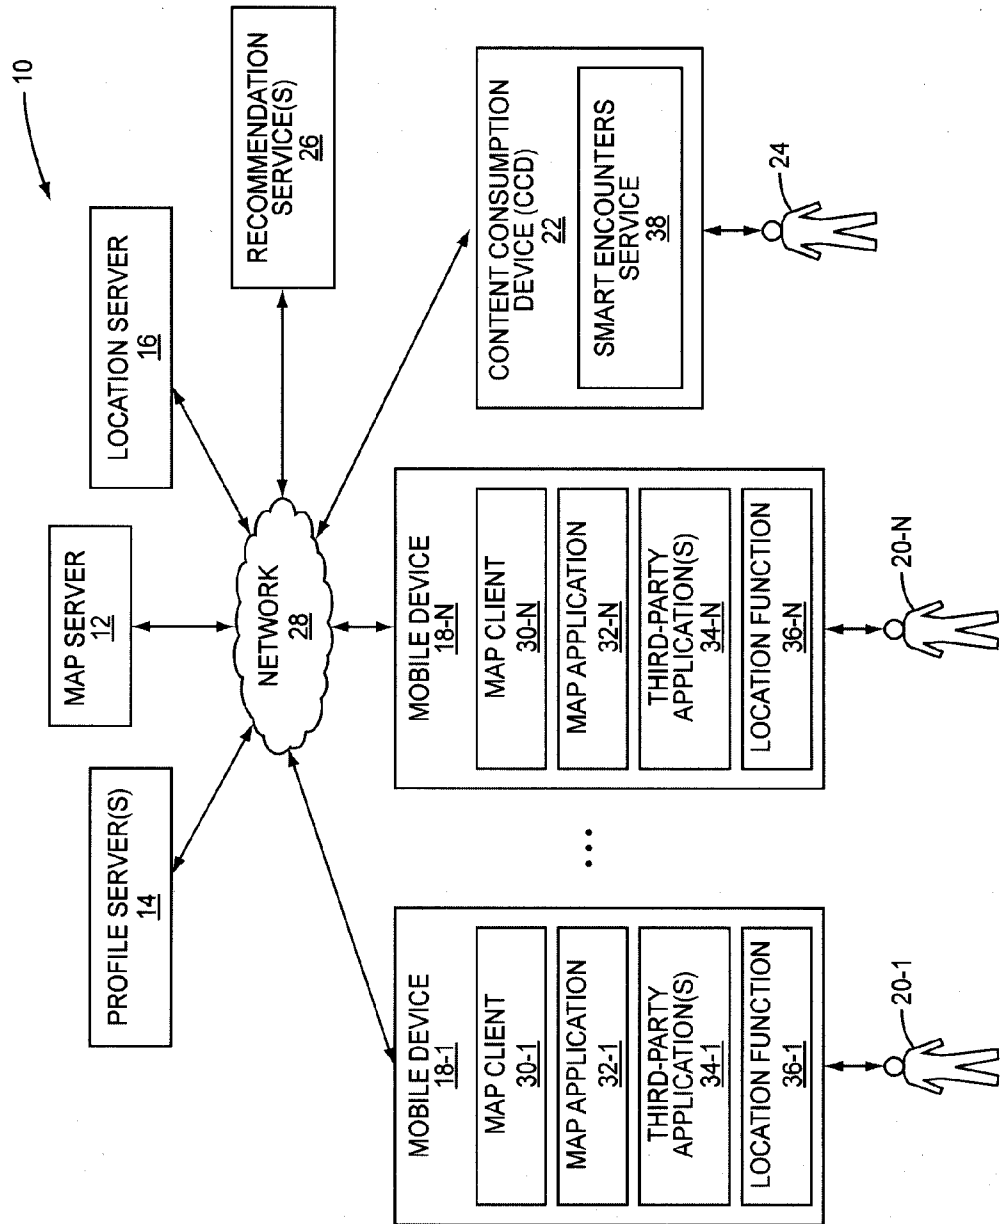 10
MAP SERVER
12
PROFILE SERVER(S)
14
LOCATION SERVER
16
NETWORK
28
RECOMMENDATION
SERVICE(S)
26
MOBILE DEVICE
18-1
MAP CLIENT
30-1
MAP APPLICATION
32-1
THIRD-PARTY
APPLICATION(S)
34-1
LOCATION FUNCTION
36-1
20-1
...
MOBILE DEVICE
18-N
MAP CLIENT
30-N
MAP APPLICATION
32-N
THIRD-PARTY
APPLICATION(S)
34-N
LOCATION FUNCTION
36-N
20-N
CONTENT CONSUMPTION
DEVICE (CCD)
22
SMART ENCOUNTERS
SERVICE
38
24